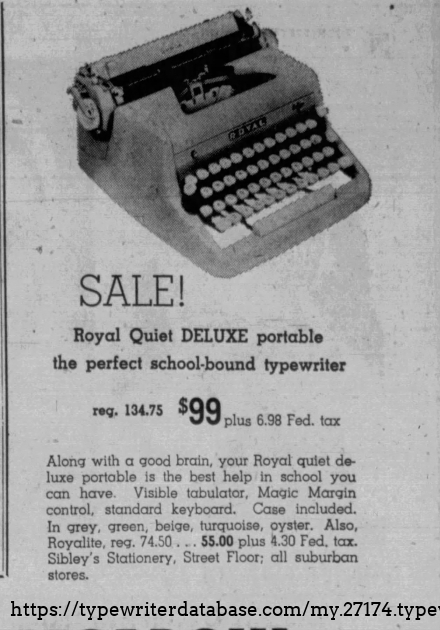 ROYAL
SALE!
Royal Quiet DELUXE portable
the perfect school-bound typewriter
reg. 134.75 $99 plus 6.98 Fed. tax
Along with a good brain, your Royal quiet de-
luxe portable is the best help in school you
can have. Visible tabulator, Magic Margin
control, standard keyboard. Case included.
In grey, green, beige, turquoise, oyster. Also,
Royalite, reg. 74.50 . . . 55.00 plus 4.30 Fed. tax.
Sibley's Stationery, Street Floor; all suburban
stores.
https://typewriterdatabase.com/my.27174.type